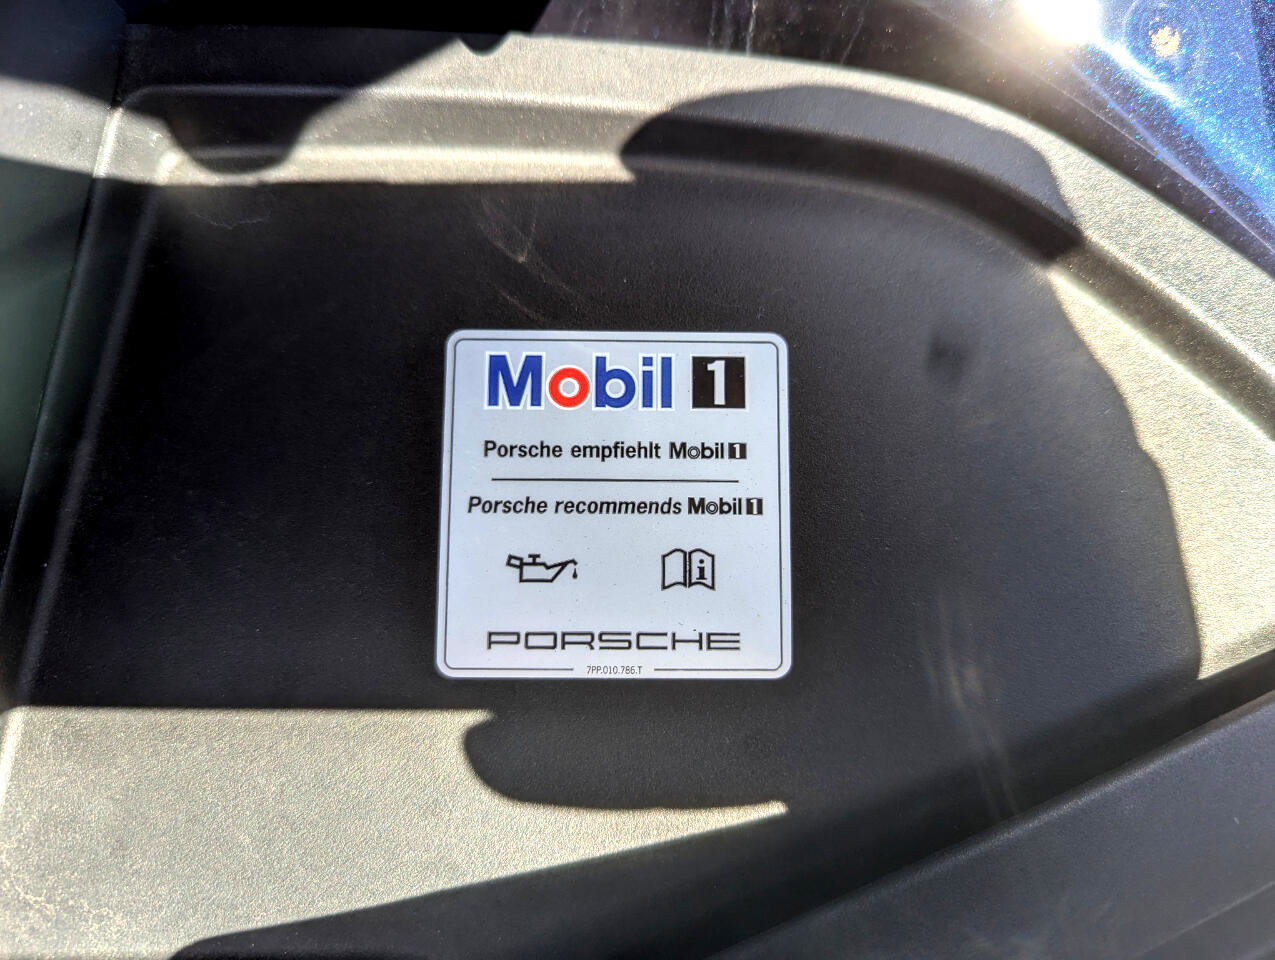 Mobil 1
Porsche empfiehlt Mobil 1
Porsche recommends Mobil 1
i
PORSCHE
7PP.010.786.T